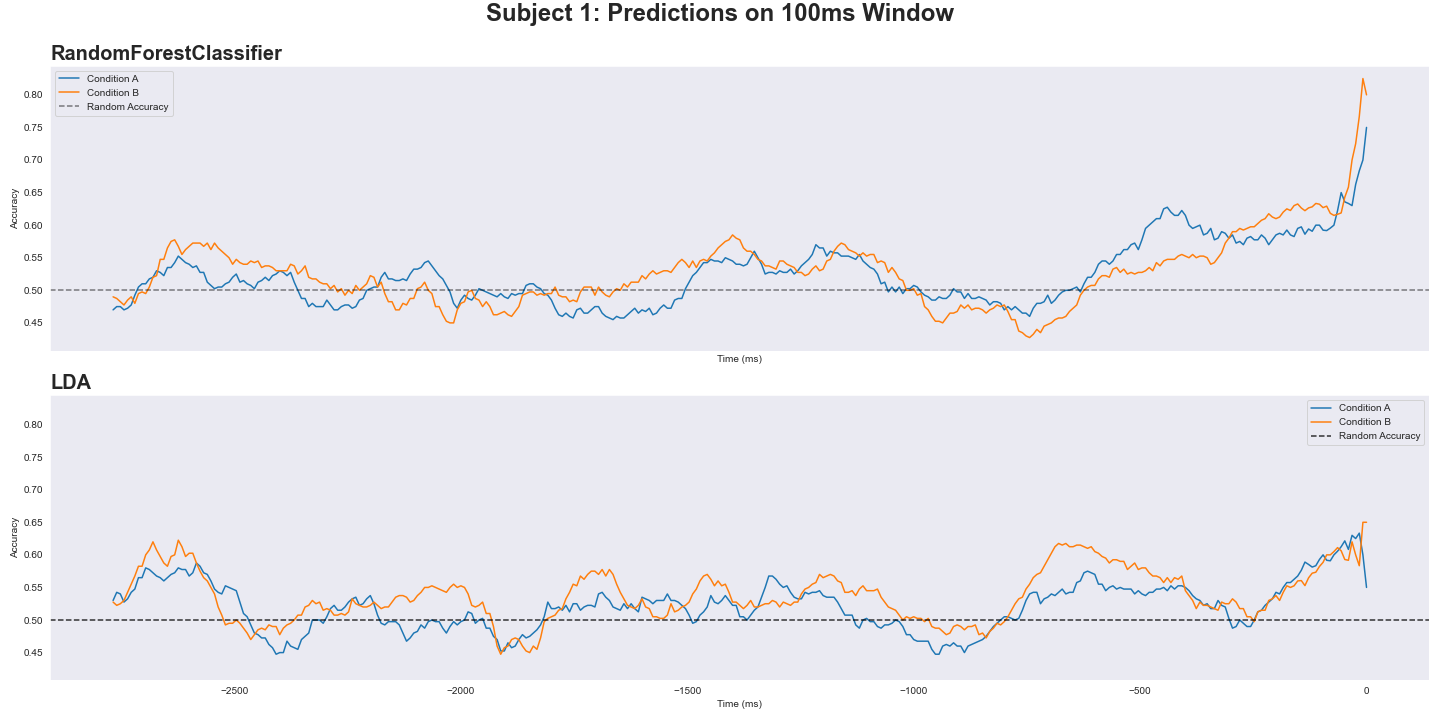 Subject 1: Predictions on 100ms Window
RandomForestClassifier
Condition A
Condition B
Random Accuracy
0.80
0.75
0.70
0.65
0.60
0.55
0.50
0.45
Accuracy
Time (ms)
LDA
Condition A
Condition B
Random Accuracy
0.80
0.75
0.70
0.65
0.60
0.55
0.50
0.45
Accuracy
−2500 −2000 −1500 −1000 −500 0
Time (ms)